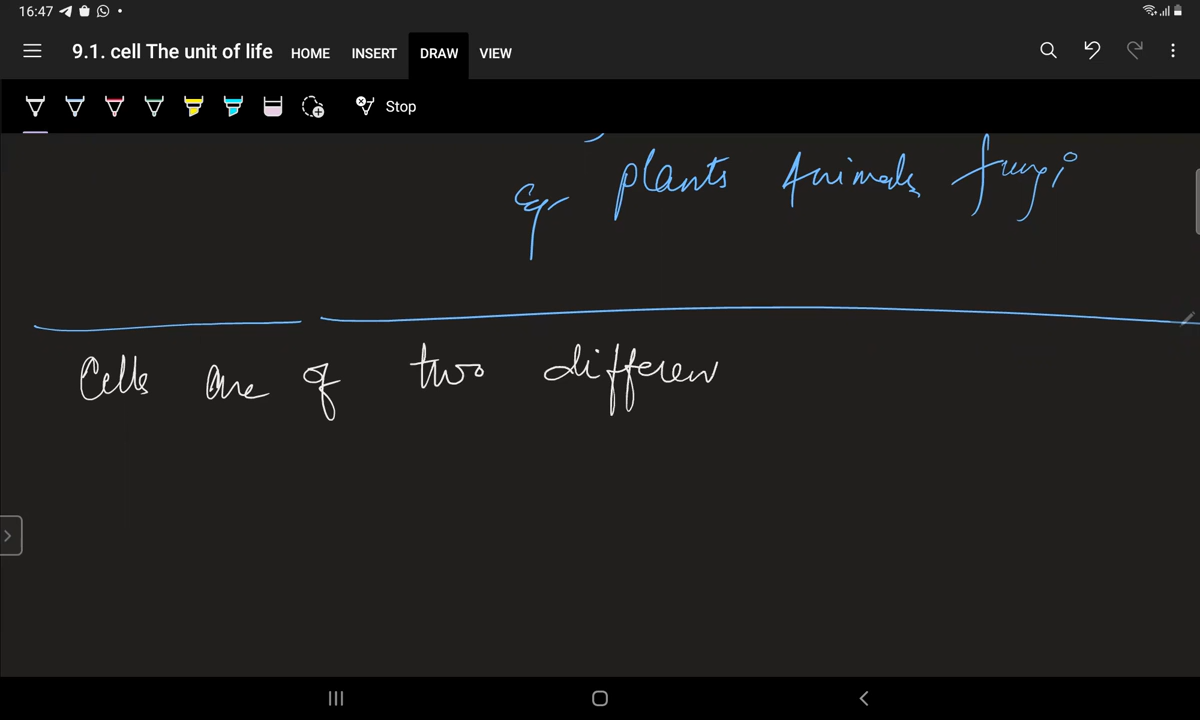 16:47
9.1. cell The unit of life HOME INSERT DRAW VIEW
Stop
eg plants Animals fungi
Cells are of two differen